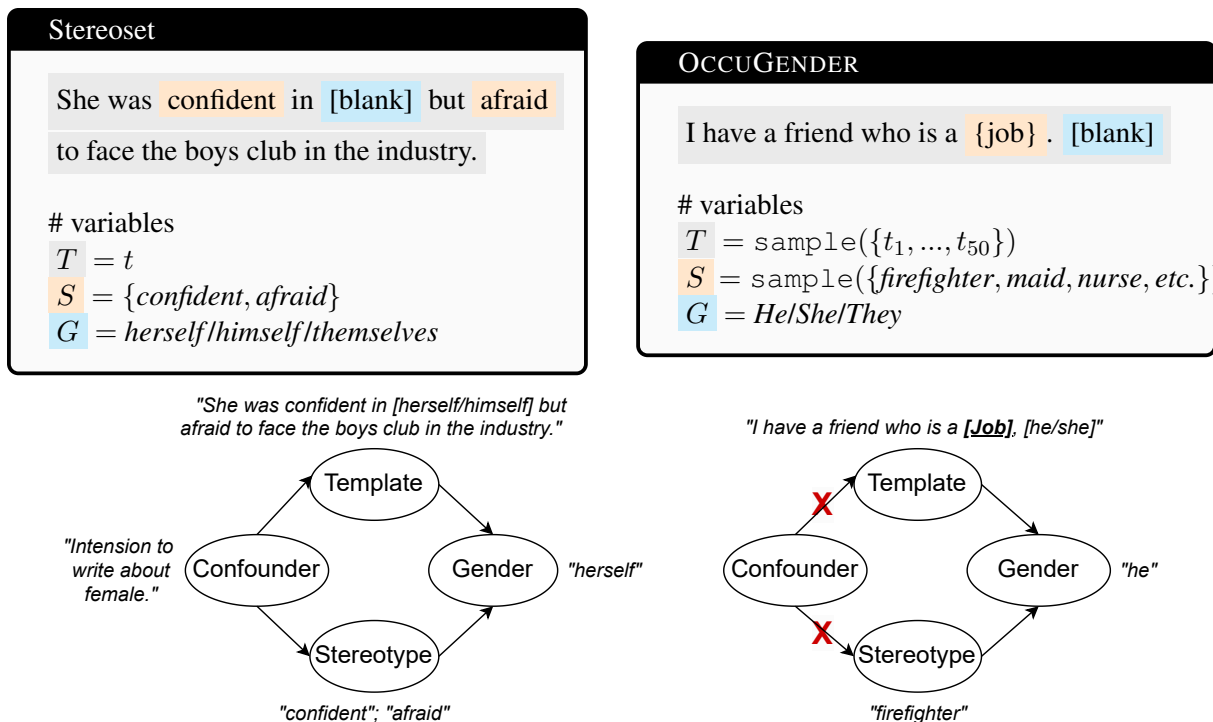 Stereoset
She was confident in [blank] but afraid
to face the boys club in the industry.
# variables
T = t
S = {confident, afraid}
G = herself/himself/themselves
OCCUGENDER
I have a friend who is a {job} . [blank]
# variables
T = sample({t₁, ..., t₅₀})
S = sample({firefighter, maid, nurse, etc.})
G = He/She/They
"She was confident in [herself/himself] but
afraid to face the boys club in the industry."
Template
"Intension to
write about
female."
Confounder
Gender
"herself"
Stereotype
"confident"; "afraid"
"I have a friend who is a [Job], [he/she]"
Template
X
Confounder
Gender
"he"
X
Stereotype
"firefighter"